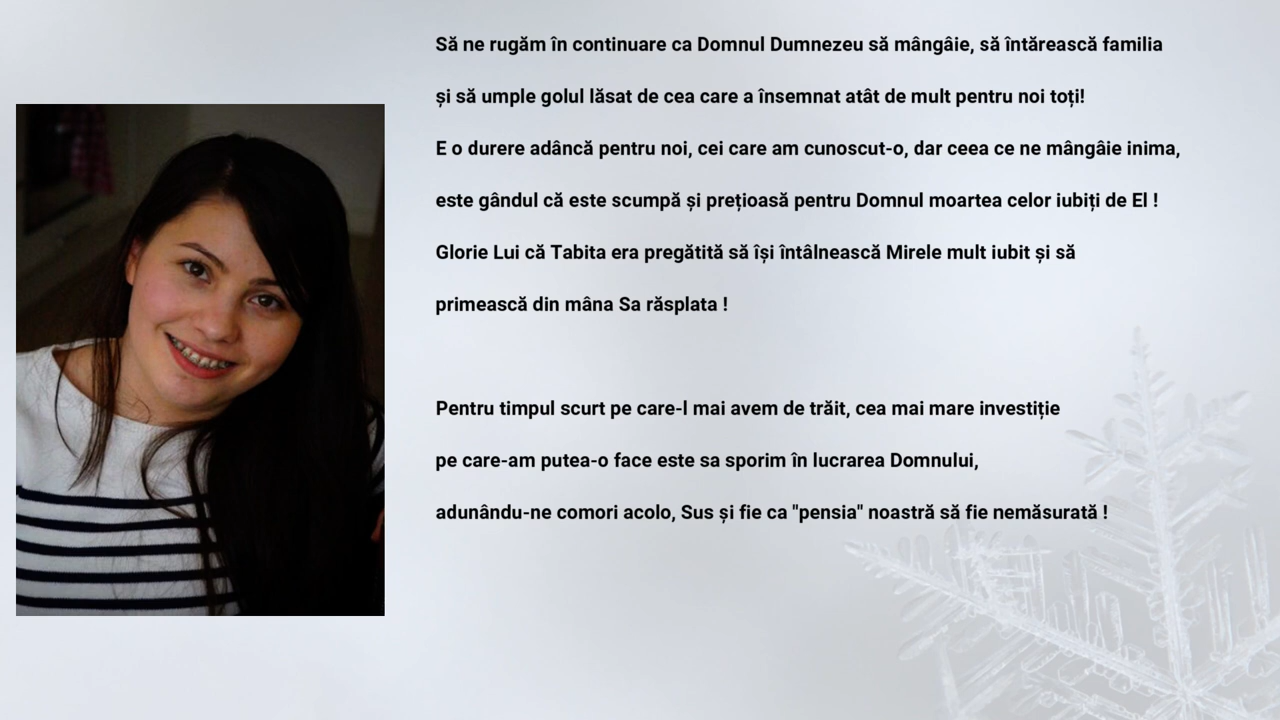 Să ne rugăm în continuare ca Domnul Dumnezeu să mângâie, să întărească familia
și să umple golul lăsat de cea care a însemnat atât de mult pentru noi toți!
E o durere adâncă pentru noi, cei care am cunoscut-o, dar ceea ce ne mângâie inima,
este gândul că este scumpă și prețioasă pentru Domnul moartea celor iubiți de El !
Glorie Lui că Tabita era pregătită să își întâlnească Mirele mult iubit și să
primească din mâna Sa răsplata !
Pentru timpul scurt pe care-l mai avem de trăit, cea mai mare investiție
pe care-am putea-o face este sa sporim în lucrarea Domnului,
adunându-ne comori acolo, Sus și fie ca "pensia" noastră să fie nemăsurată !